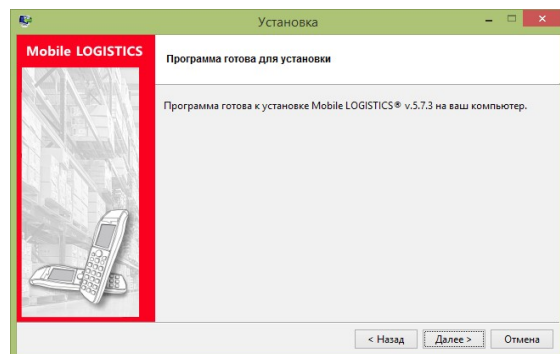 Установка
Mobile LOGISTICS
Программа готова для установки
Программа готова к установке Mobile LOGISTICS® v.5.7.3 на ваш компьютер.
< Назад
Далее >
Отмена